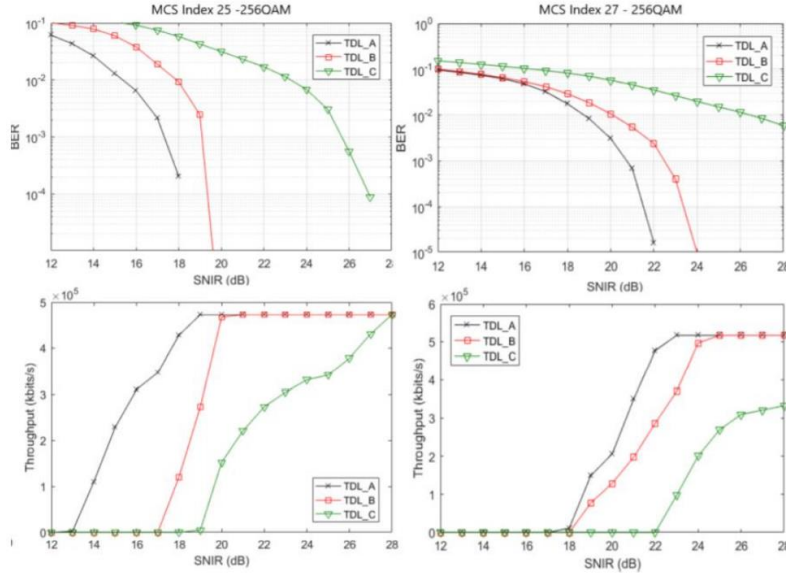 MCS Index 25 -256QAM
10^-1
10^-2
10^-3
10^-4
BER
12 14 16 18 20 22 24 26 28
SNIR (dB)
TDL_A
TDL_B
TDL_C
MCS Index 27 - 256QAM
10^0
10^-1
10^-2
10^-3
10^-4
10^-5
BER
12 14 16 18 20 22 24 26 28
SNIR (dB)
TDL_A
TDL_B
TDL_C
×10^5
5
4
3
2
1
0
Throughput (kbits/s)
12 14 16 18 20 22 24 26 28
SNIR (dB)
TDL_A
TDL_B
TDL_C
×10^5
6
5
4
3
2
1
0
Throughput (kbits/s)
12 14 16 18 20 22 24 26 28
SNIR (dB)
TDL_A
TDL_B
TDL_C